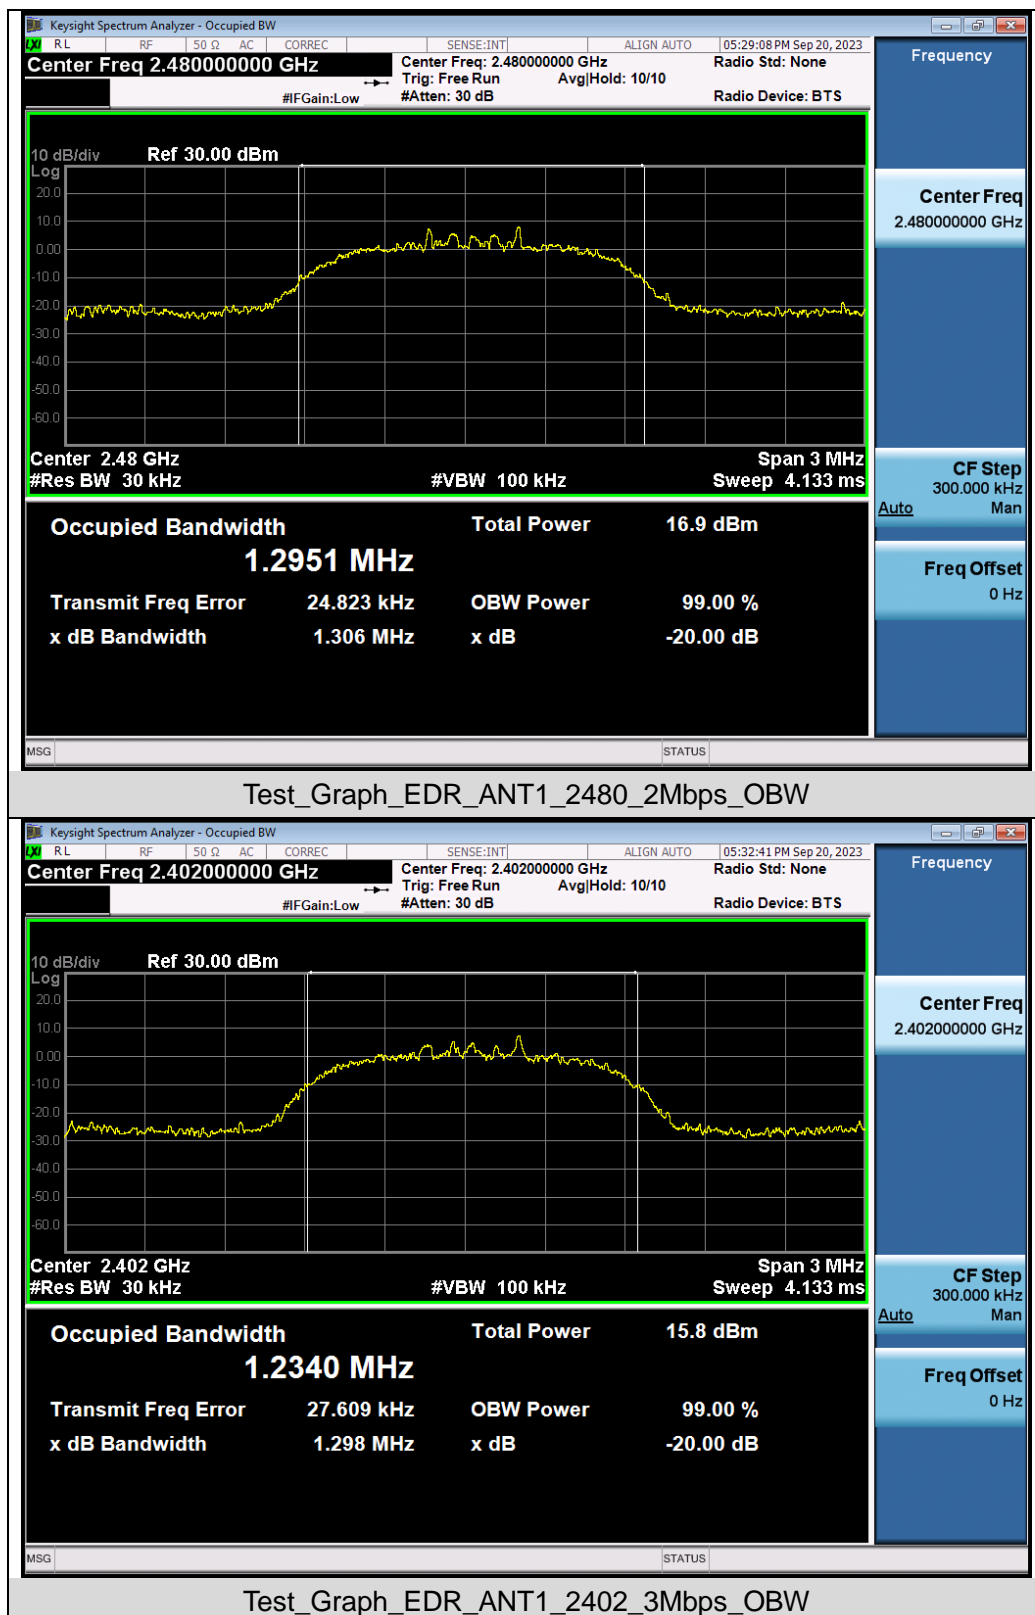 Keysight Spectrum Analyzer - Occupied BW
LXI RL RF 50 Ω AC CORREC SENSE:INT ALIGN AUTO 05:29:08 PM Sep 20, 2023
Center Freq 2.480000000 GHz
Center Freq: 2.480000000 GHz Radio Std: None
Trig: Free Run Avg|Hold: 10/10
#IFGain:Low #Atten: 30 dB Radio Device: BTS
Frequency
10 dB/div Ref 30.00 dBm
Log
20.0
10.0
0.00
-10.0
-20.0
-30.0
-40.0
-50.0
-60.0
Center 2.48 GHz Span 3 MHz
#Res BW 30 kHz #VBW 100 kHz Sweep 4.133 ms
Center Freq
2.480000000 GHz
CF Step
300.000 kHz
Auto Man
Freq Offset
0 Hz
Occupied Bandwidth Total Power 16.9 dBm
1.2951 MHz
Transmit Freq Error 24.823 kHz OBW Power 99.00 %
x dB Bandwidth 1.306 MHz x dB -20.00 dB
MSG STATUS
Test_Graph_EDR_ANT1_2480_2Mbps_OBW
Keysight Spectrum Analyzer - Occupied BW
LXI RL RF 50 Ω AC CORREC SENSE:INT ALIGN AUTO 05:32:41 PM Sep 20, 2023
Center Freq 2.402000000 GHz
Center Freq: 2.402000000 GHz Radio Std: None
Trig: Free Run Avg|Hold: 10/10
#IFGain:Low #Atten: 30 dB Radio Device: BTS
Frequency
10 dB/div Ref 30.00 dBm
Log
20.0
10.0
0.00
-10.0
-20.0
-30.0
-40.0
-50.0
-60.0
Center 2.402 GHz Span 3 MHz
#Res BW 30 kHz #VBW 100 kHz Sweep 4.133 ms
Center Freq
2.402000000 GHz
CF Step
300.000 kHz
Auto Man
Freq Offset
0 Hz
Occupied Bandwidth Total Power 15.8 dBm
1.2340 MHz
Transmit Freq Error 27.609 kHz OBW Power 99.00 %
x dB Bandwidth 1.298 MHz x dB -20.00 dB
MSG STATUS
Test_Graph_EDR_ANT1_2402_3Mbps_OBW